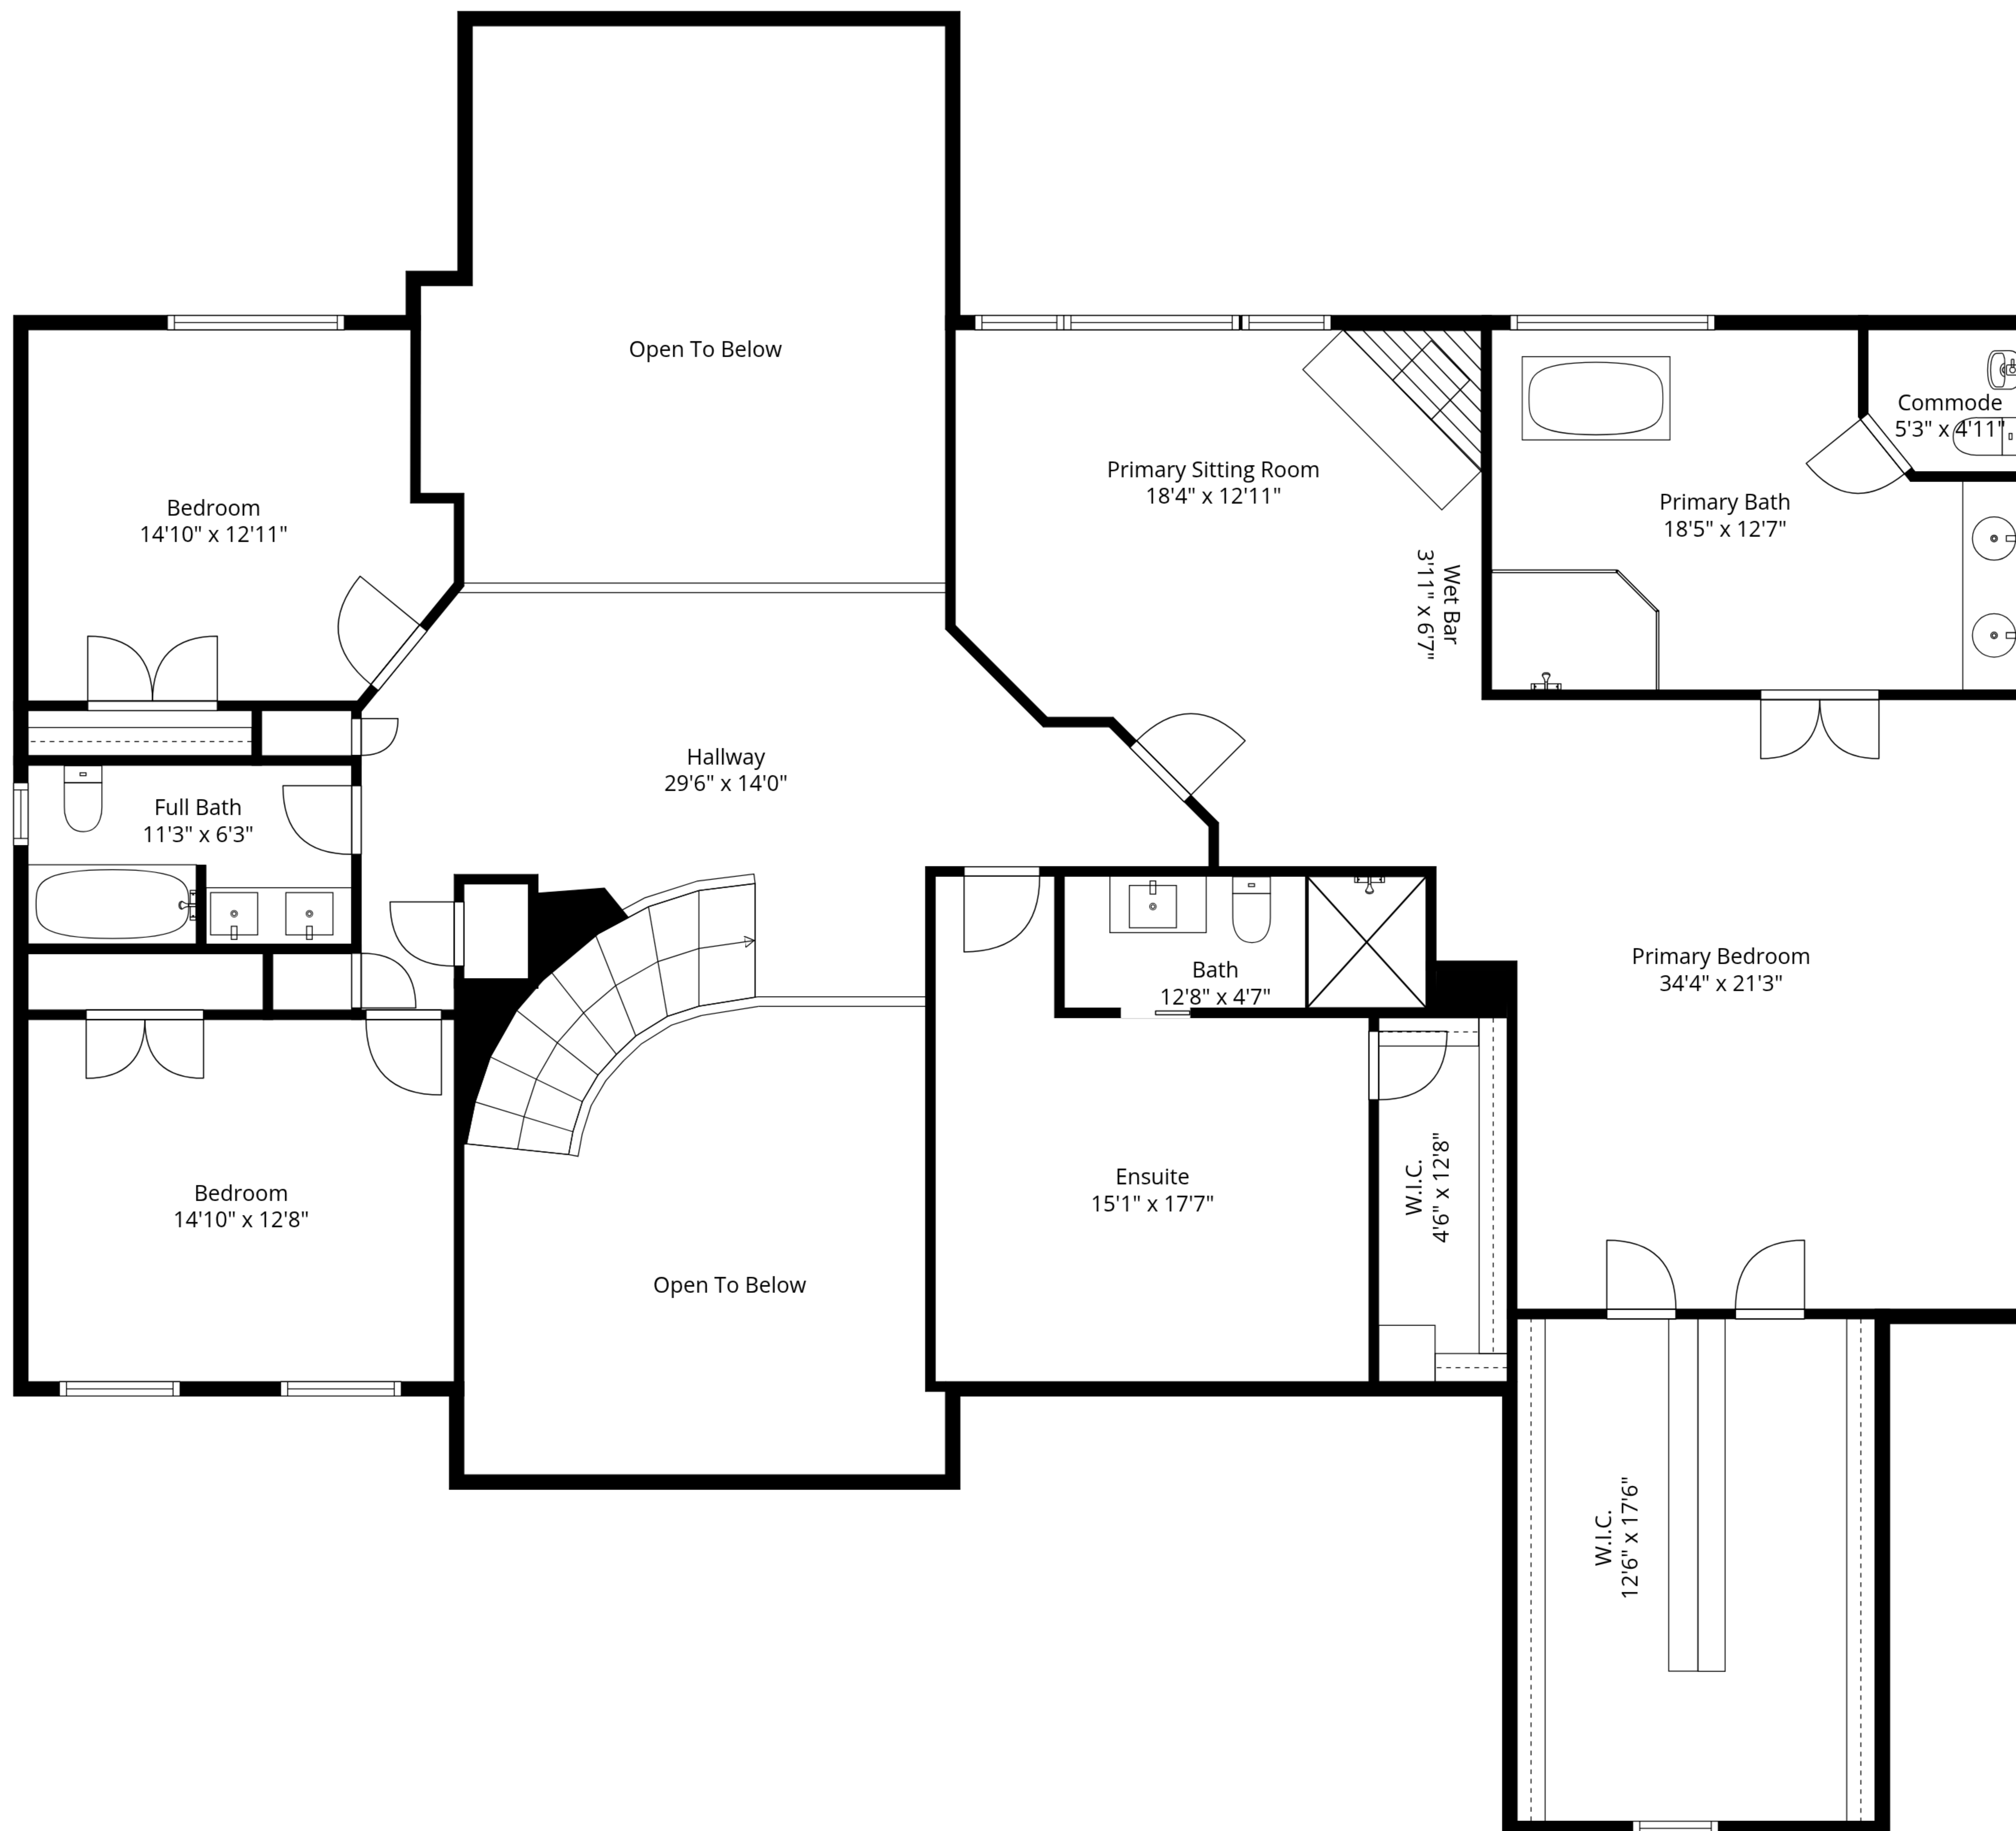 Open To Below
Bedroom
14'10" x 12'11"
Primary Sitting Room
18'4" x 12'11"
Commode
5'3" x 4'11"
Primary Bath
18'5" x 12'7"
Wet Bar
3'11" x 6'7"
Hallway
29'6" x 14'0"
Full Bath
11'3" x 6'3"
Bath
12'8" x 4'7"
Primary Bedroom
34'4" x 21'3"
Bedroom
14'10" x 12'8"
Ensuite
15'1" x 17'7"
W.I.C.
4'6" x 12'8"
Open To Below
W.I.C.
12'6" x 17'6"